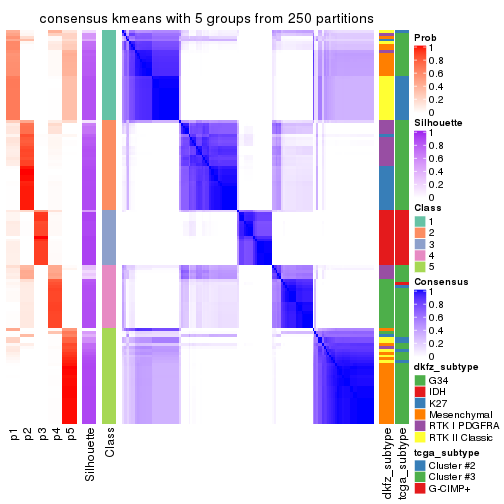 consensus kmeans with 5 groups from 250 partitions
Prob
1
0.8
0.6
0.4
0.2
0
Silhouette
1
0.8
0.6
0.4
0.2
0
Class
1
2
3
4
5
Consensus
1
0.8
0.6
0.4
0.2
0
dkfz_subtype
G34
IDH
K27
Mesenchymal
RTK I PDGFRA
RTK II Classic
tcga_subtype
Cluster #2
Cluster #3
G-CIMP+
p1
p2
p3
p4
p5
Silhouette
Class
dkfz_subtype
tcga_subtype